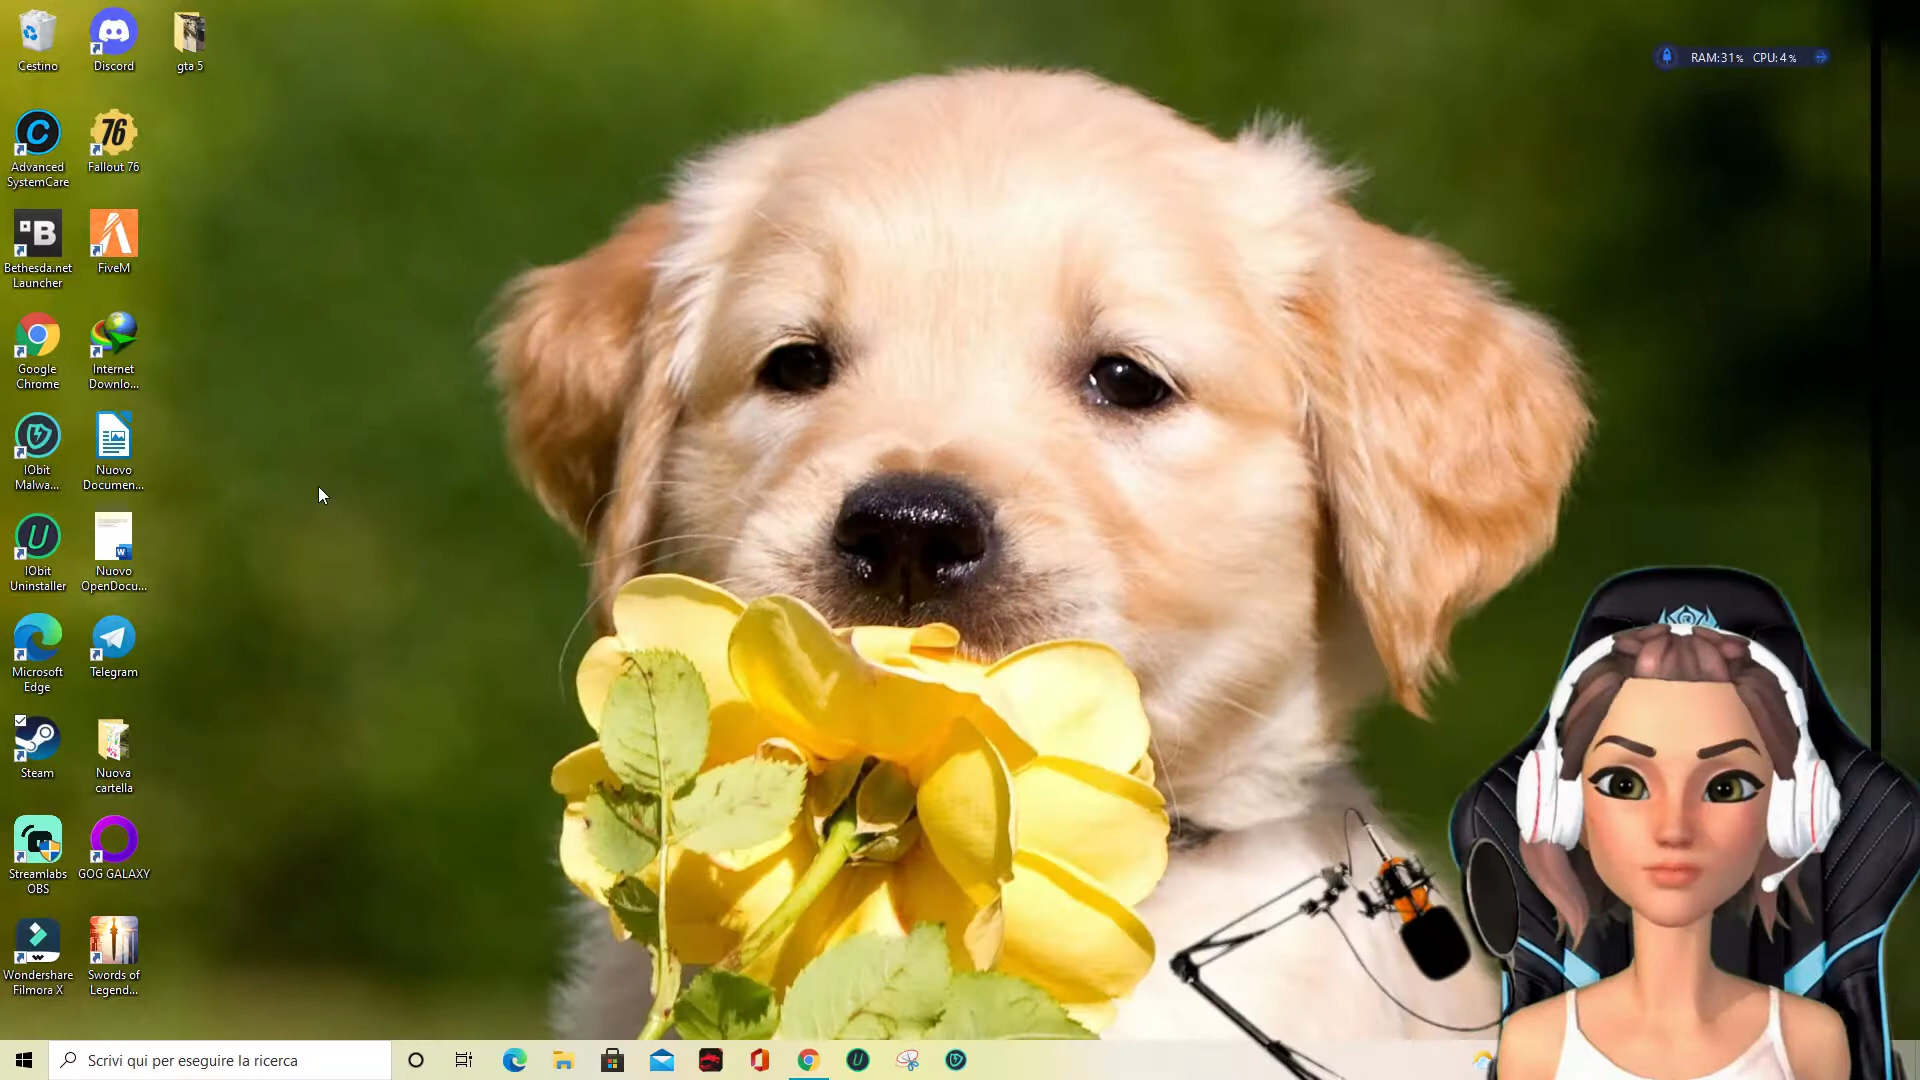 Cestino
Discord
gta 5
RAM:31% CPU:4%
Advanced
SystemCare
76
Fallout 76
B
Bethesda.net
Launcher
FiveM
Google
Chrome
Internet
Downlo...
IObit
Malwa...
Nuovo
Documen...
IObit
Uninstaller
Nuovo
OpenDocu...
Microsoft
Edge
Telegram
Steam
Nuova
cartella
Streamlabs
OBS
GOG GALAXY
Wondershare
Filmora X
Swords of
Legend...
Scrivi qui per eseguire la ricerca